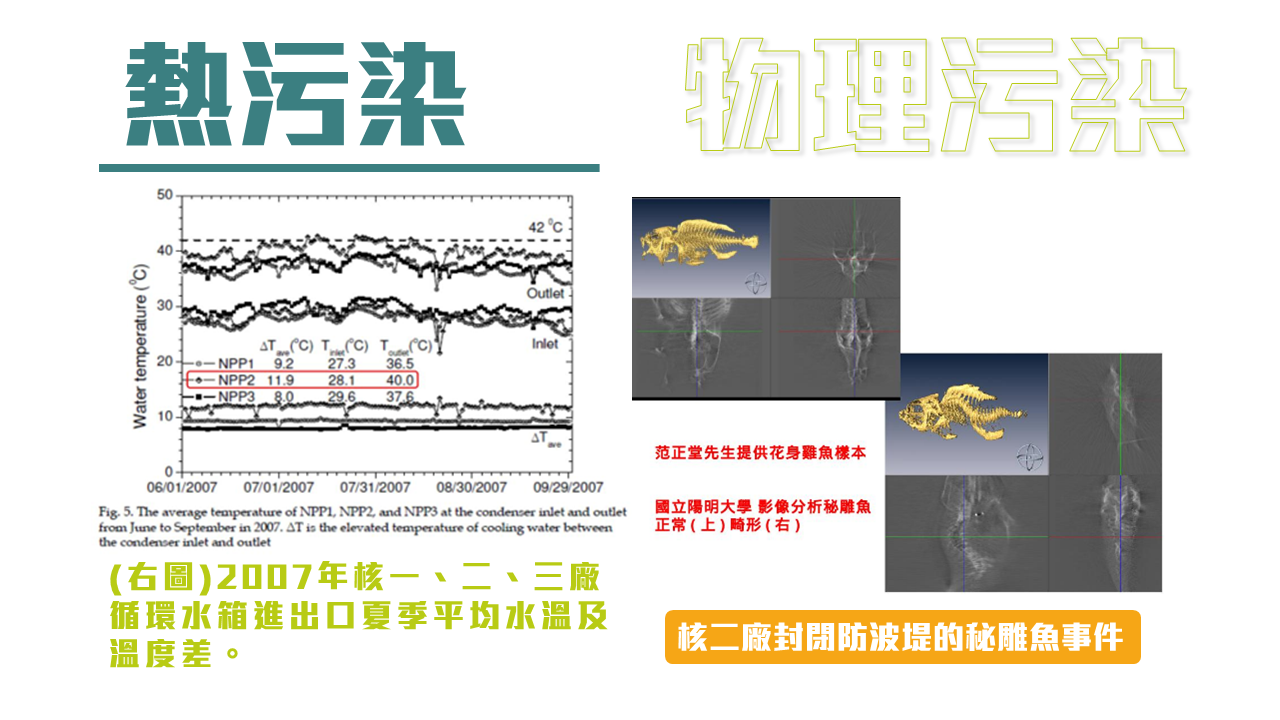 熱污染
物理污染
50
40
30
20
10
0
Water temperature (⁰C)
42 ⁰C
Outlet
Inlet
ΔTave(⁰C) Tinlet(⁰C) Toutlet(⁰C)
NPP1 9.2 27.3 36.5
NPP2 11.9 28.1 40.0
NPP3 8.0 29.6 37.6
ΔTave
06/01/2007 07/01/2007 07/31/2007 08/30/2007 09/29/2007
Fig. 5. The average temperature of NPP1, NPP2, and NPP3 at the condenser inlet and outlet
from June to September in 2007. ΔT is the elevated temperature of cooling water between
the condenser inlet and outlet
(右圖)2007年核一、二、三廠
循環水箱進出口夏季平均水溫及
溫度差。
范正堂先生提供花身雞魚樣本
國立陽明大學 影像分析秘雕魚
正常(上)畸形(右)
核二廠封閉防波堤的秘雕魚事件